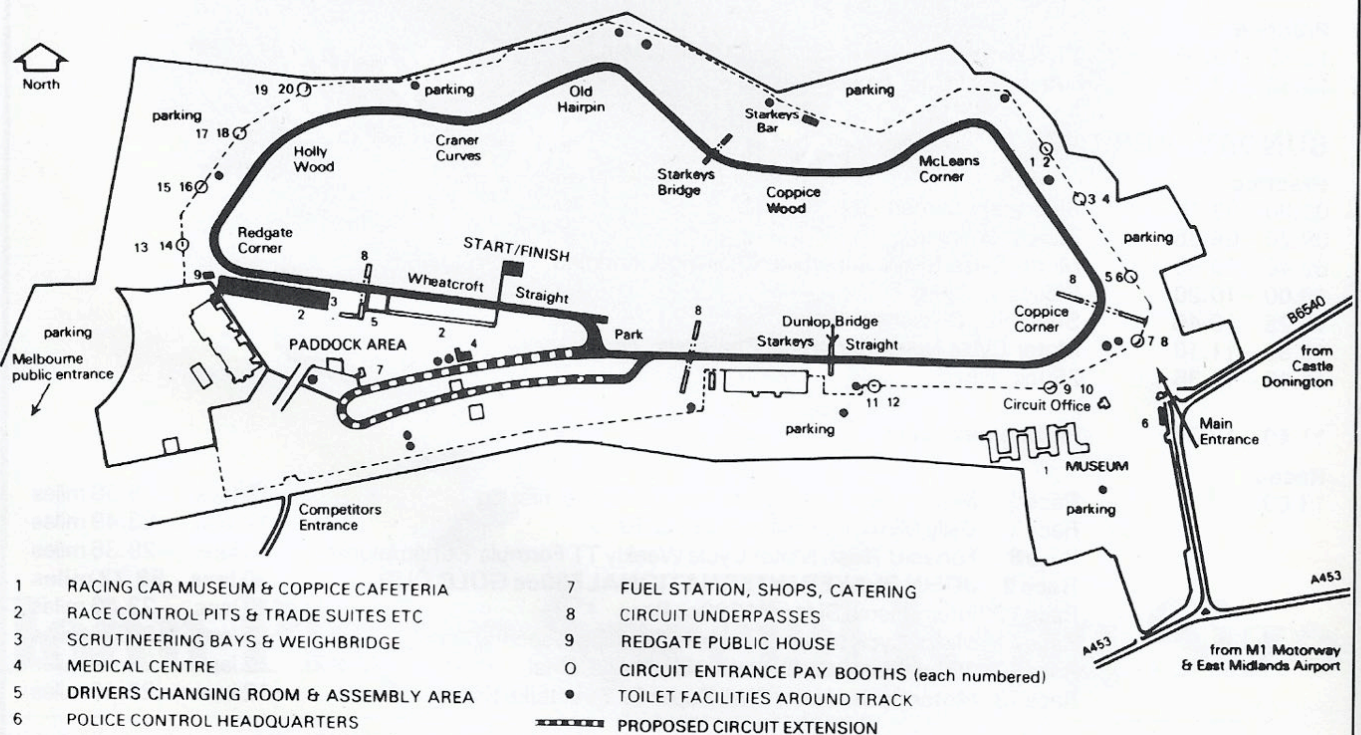 North
19 20
parking
17 18
15 16
13 14
parking
Holly
Wood
Craner
Curves
Old
Hairpin
Starkeys
Bar
parking
Starkeys
Bridge
Coppice
Wood
McLeans
Corner
1 2
3 4
parking
5 6
Redgate
Corner
START/FINISH
8
Wheatcroft
Straight
9
3
2
5
2
4
PADDOCK AREA
7
Park
8
Dunlop Bridge
Starkeys
Straight
8
Coppice
Corner
7 8
9 10
11 12
Circuit Office
parking
1
MUSEUM
parking
6
Main
Entrance
B6540
from
Castle
Donington
A453
A453
from M1 Motorway
& East Midlands Airport
parking
Melbourne
public entrance
Competitors
Entrance
1 RACING CAR MUSEUM & COPPICE CAFETERIA
2 RACE CONTROL PITS & TRADE SUITES ETC
3 SCRUTINEERING BAYS & WEIGHBRIDGE
4 MEDICAL CENTRE
5 DRIVERS CHANGING ROOM & ASSEMBLY AREA
6 POLICE CONTROL HEADQUARTERS
7 FUEL STATION, SHOPS, CATERING
8 CIRCUIT UNDERPASSES
9 REDGATE PUBLIC HOUSE
O CIRCUIT ENTRANCE PAY BOOTHS (each numbered)
● TOILET FACILITIES AROUND TRACK
PROPOSED CIRCUIT EXTENSION